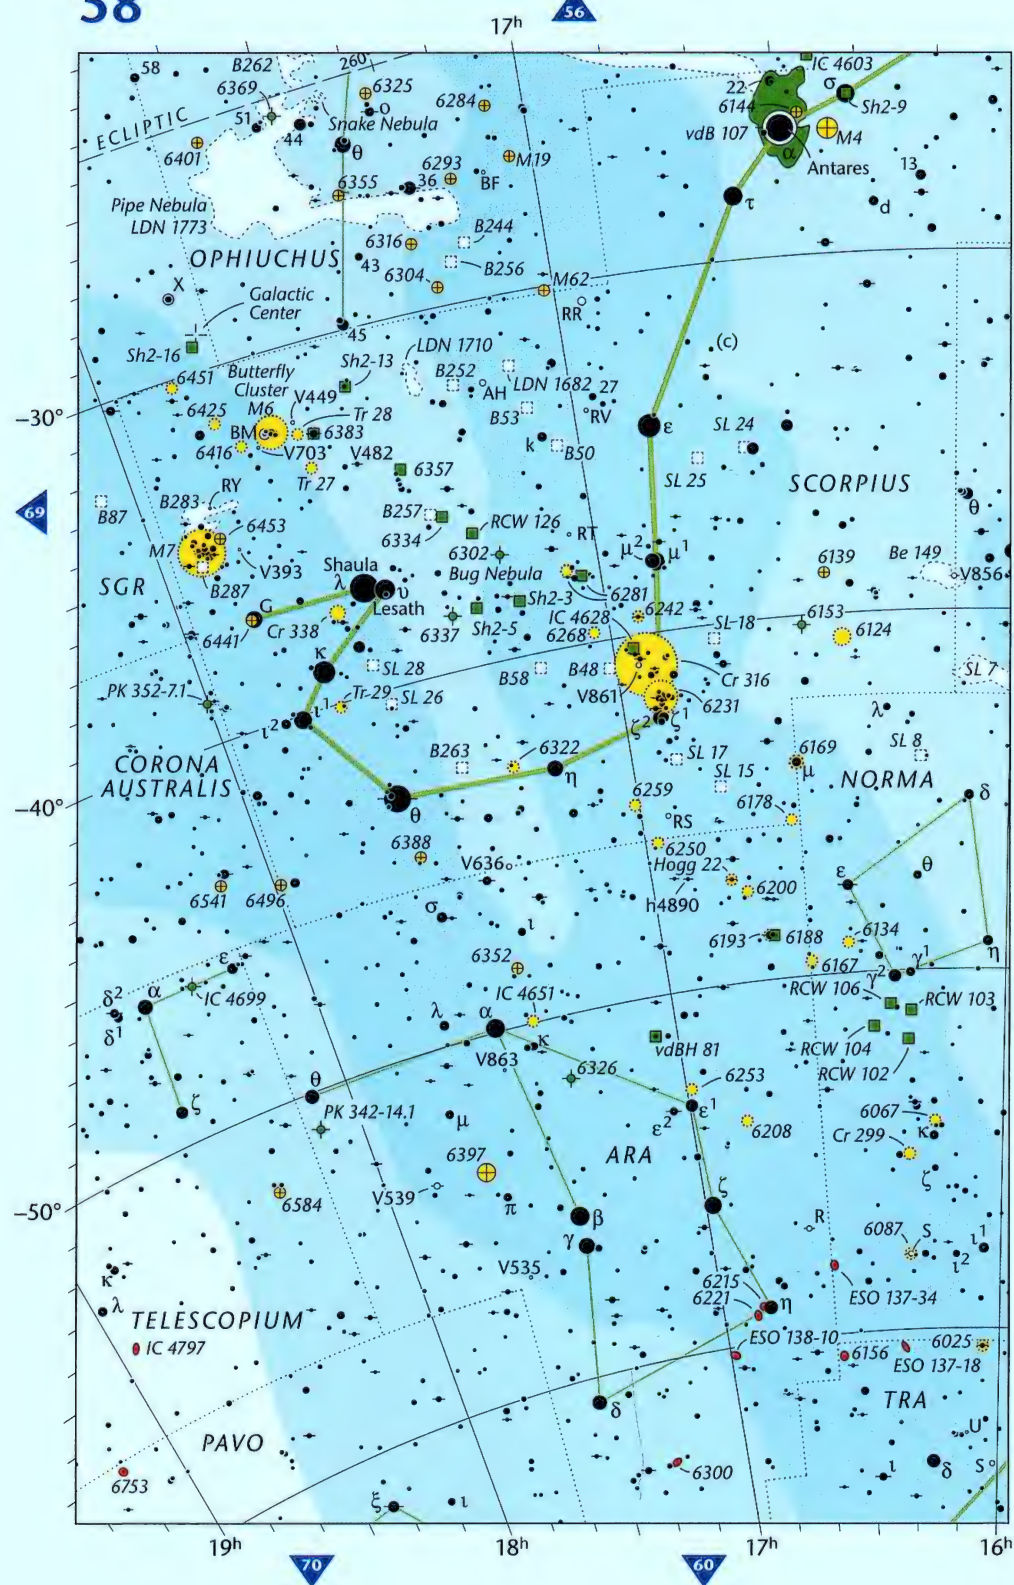 58
17h
56
58
B262
260
6325
IC 4603
6369
22
σ
51
ο
6284
6144
Sh2-9
ECLIPTIC
44
Snake Nebula
vdB 107
M4
θ
α
6401
6293
M19
Antares
13
6355
36
BF
τ
d
Pipe Nebula
LDN 1773
6316
B244
OPHIUCHUS
43
B256
6304
M62
X
Galactic
Center
RR
45
(c)
Sh2-16
LDN 1710
Sh2-13
6451
Butterfly
Cluster
B252
LDN 1682
V449
AH
27
–30°
6425
M6
Tr 28
B53
RV
ε
BM
6383
SL 24
6416
V703
V482
k
B50
6357
SL 25
SCORPIUS
Tr 27
RY
B283
69
B87
B257
RCW 126
θ
6453
6334
RT
μ2
μ1
M7
6302
6139
Be 149
V393
Shaula
Bug Nebula
V856
SGR
λ
υ
6281
B287
Lesath
Sh2-3
6242
G
IC 4628
SL 18
6153
Cr 338
6337
Sh2-5
6268
6124
6441
κ
SL 28
B58
B48
Cr 316
SL 7
PK 352-7.1
V861
Tr 29
SL 26
6231
λ
ι1
ζ2
ζ1
ι2
SL 17
SL 8
B263
6322
6169
CORONA
AUSTRALIS
η
SL 15
μ
NORMA
–40°
6259
δ
θ
6178
RS
6388
6250
V636
Hogg 22
ε
θ
6541
6496
h4890
6200
σ
ι
6134
6193
6188
η
ε
6352
6167
γ1
γ2
δ2
α
IC 4699
IC 4651
RCW 106
RCW 103
δ1
λ
α
κ
vdBH 81
RCW 104
V863
6326
RCW 102
θ
6253
ζ
PK 342-14.1
ε1
6067
μ
ε2
6208
κ
Cr 299
6397
ARA
ζ
ζ
V539
–50°
6584
π
β
R
6087
S
ι1
γ
ι2
V535
6215
κ
6221
η
ESO 137-34
λ
TELESCOPIUM
ESO 138-10
IC 4797
6156
6025
ESO 137-18
δ
TRA
PAVO
U
6753
6300
δ
S
ξ
ι
ι
19h
18h
17h
16h
70
60